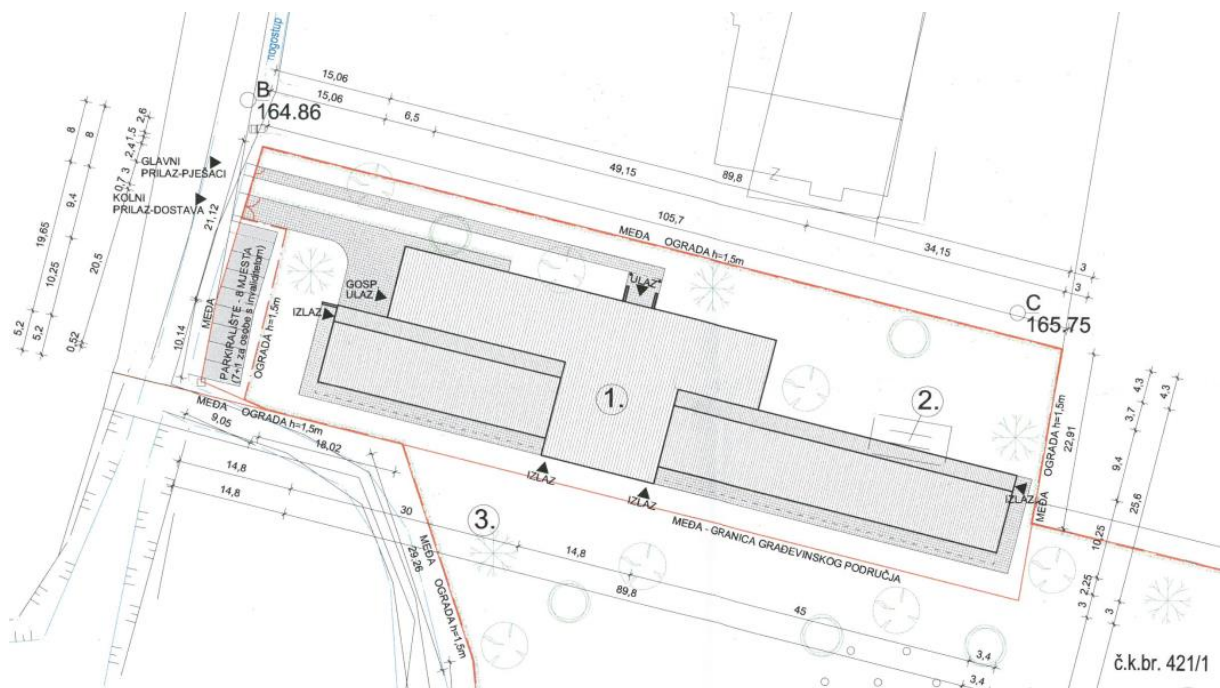 nogostup
B
164.86
15,06
15,06
6,5
49,15
89,8
Z
105,7
34,15
3
3
MEĐA OGRADA h=1,5m
C
165.75
8
8
2,6
1,5
2,4
3
0,7
GLAVNI
PRILAZ-PJEŠACI
KOLNI
PRILAZ-DOSTAVA
21,12
19,65
9,4
10,25
20,5
5,2
5,2
0,52
10,14
MEĐA
PARKIRALIŠTE - 8 MJESTA
(7+1 za osobe s invaliditetom)
OGRADA h=1,5m
GOSP.
ULAZ
IZLAZ
ULAZ
1.
2.
3.
IZLAZ
IZLAZ
IZLAZ
MEĐA OGRADA h=1,5m
22,91
4,3
4,3
3,7
9,4
25,6
10,25
2,25
3
3
MEĐA OGRADA h=1,5m
9,05
18,02
14,8
14,8
30
14,8
89,8
45
3,4
3,4
MEĐA OGRADA h=1,5m
29,26
MEĐA - GRANICA GRAĐEVINSKOG PODRUČJA
č.k.br. 421/1